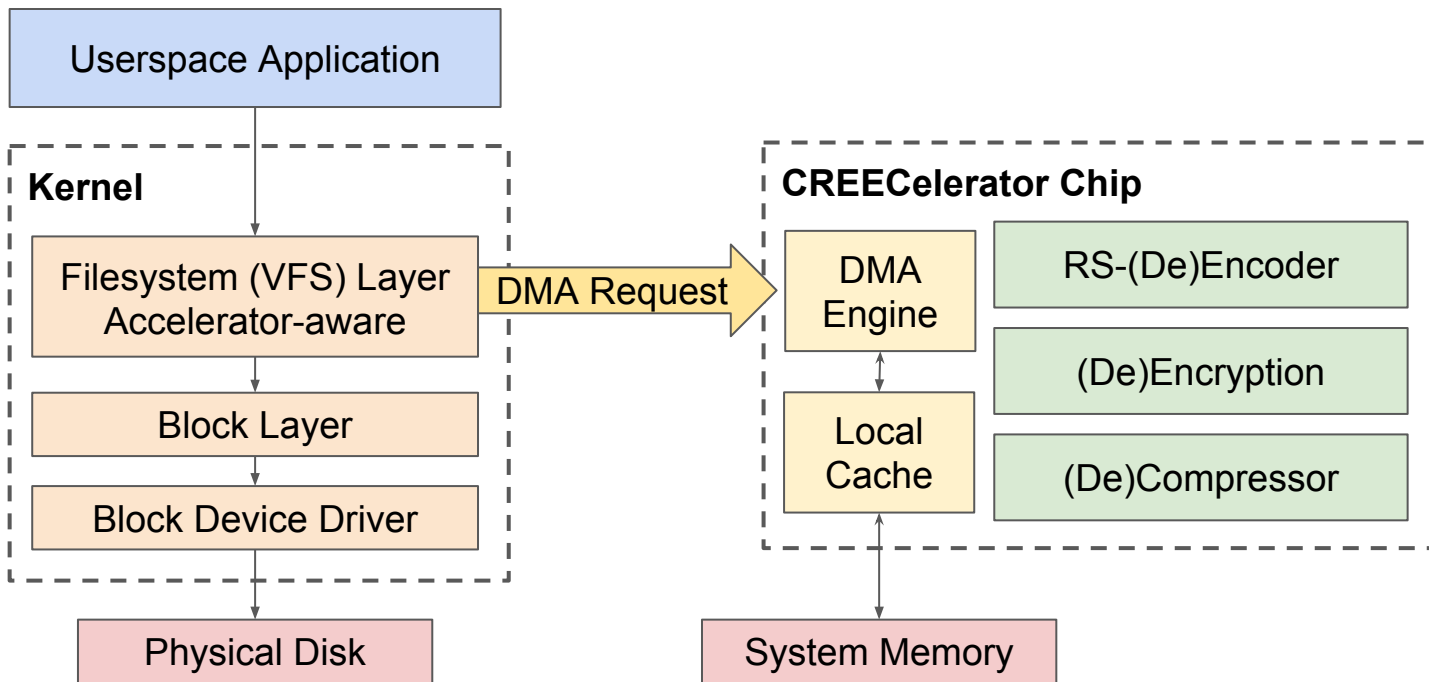 Userspace Application
Kernel
Filesystem (VFS) Layer
Accelerator-aware
Block Layer
Block Device Driver
Physical Disk
DMA Request
CREECelerator Chip
DMA
Engine
Local
Cache
RS-(De)Encoder
(De)Encryption
(De)Compressor
System Memory